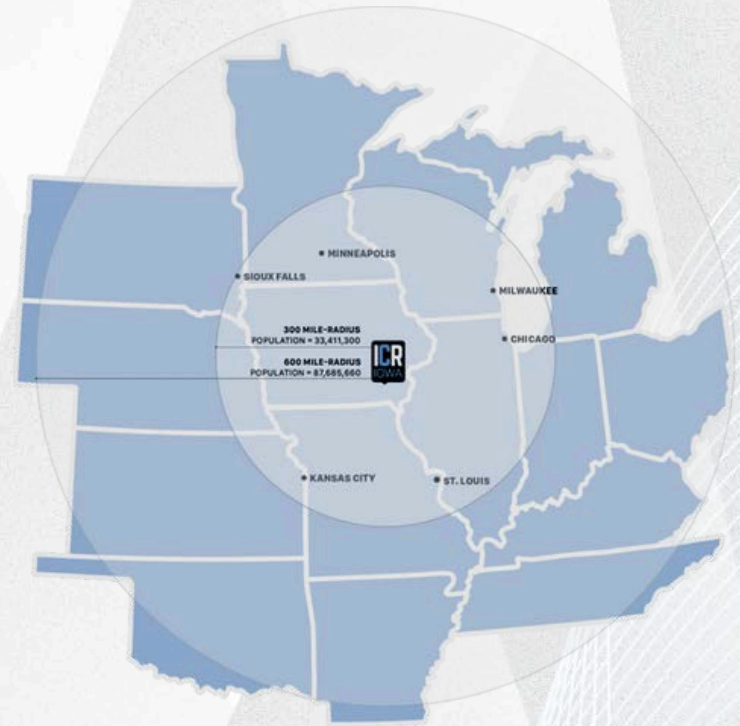 MINNEAPOLIS
SIOUX FALLS
MILWAUKEE
300 MILE-RADIUS
POPULATION = 33,411,300
CHICAGO
600 MILE-RADIUS
POPULATION = 87,685,660
ICR
IOWA
KANSAS CITY
ST. LOUIS